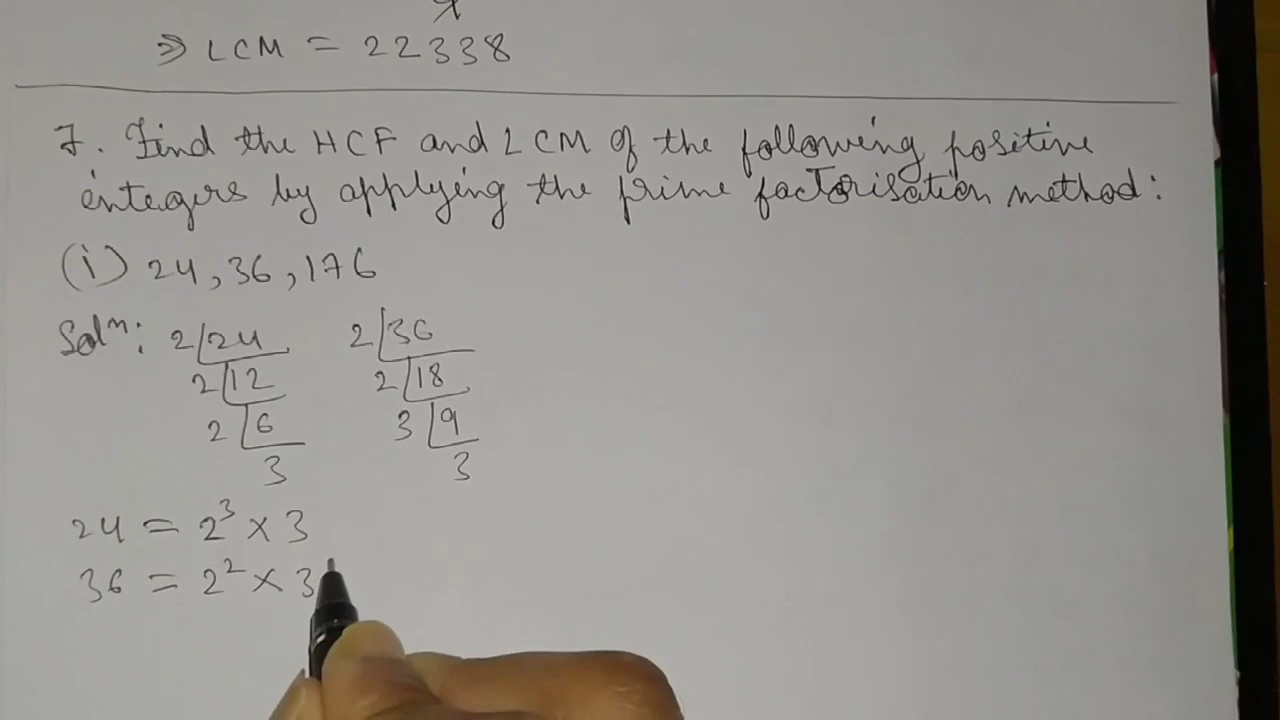 ⇒ LCM = 22338
7. Find the HCF and LCM of the following positive
integers by applying the prime factorisation method:
(i) 24, 36, 176
Solⁿ: 2 24 2 36
2 12 2 18
2 6 3 9
3 3
24 = 2³ × 3
36 = 2² × 3